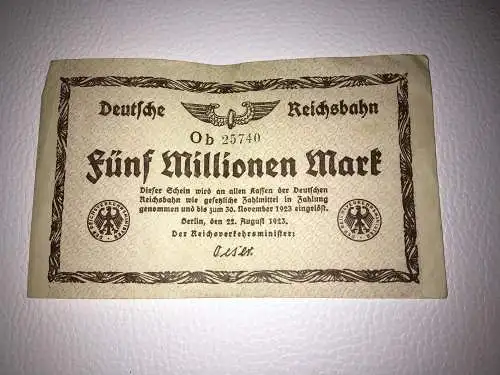 Deutsche Reichsbahn
Ob 25740
Fünf Millionen Mark
Dieser Schein wird an allen Kassen der Deutschen
Reichsbahn wie gesetzliche Zahlmittel in Zahlung
genommen und bis zum 30. November 1923 eingelöst.
Berlin, den 22. August 1923.
Der Reichsverkehrsminister:
Oeser